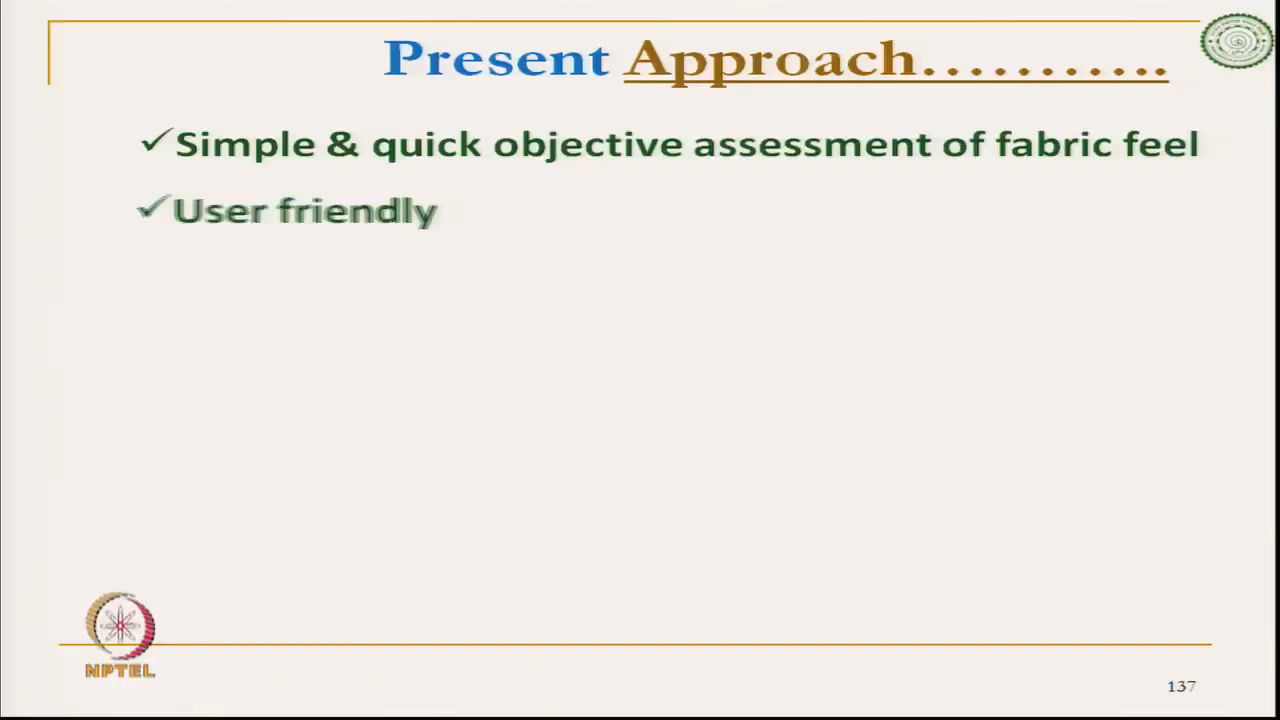 Present Approach...........
✓Simple & quick objective assessment of fabric feel
✓User friendly
NPTEL
137